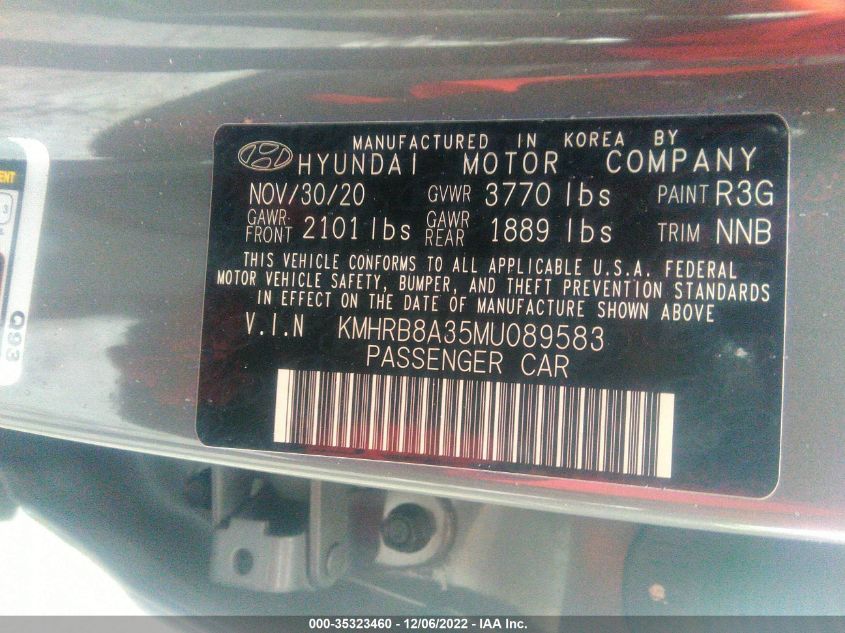 MANUFACTURED IN KOREA BY
HYUNDAI MOTOR COMPANY
NOV/30/20 GVWR 3770 lbs PAINT R3G
GAWR FRONT 2101 lbs GAWR REAR 1889 lbs TRIM NNB
THIS VEHICLE CONFORMS TO ALL APPLICABLE U.S.A. FEDERAL
MOTOR VEHICLE SAFETY, BUMPER, AND THEFT PREVENTION STANDARDS
IN EFFECT ON THE DATE OF MANUFACTURE SHOWN ABOVE
V.I.N KMHRB8A35MU089583
PASSENGER CAR
3
Q93
000-35323460 - 12/06/2022 - IAA Inc.